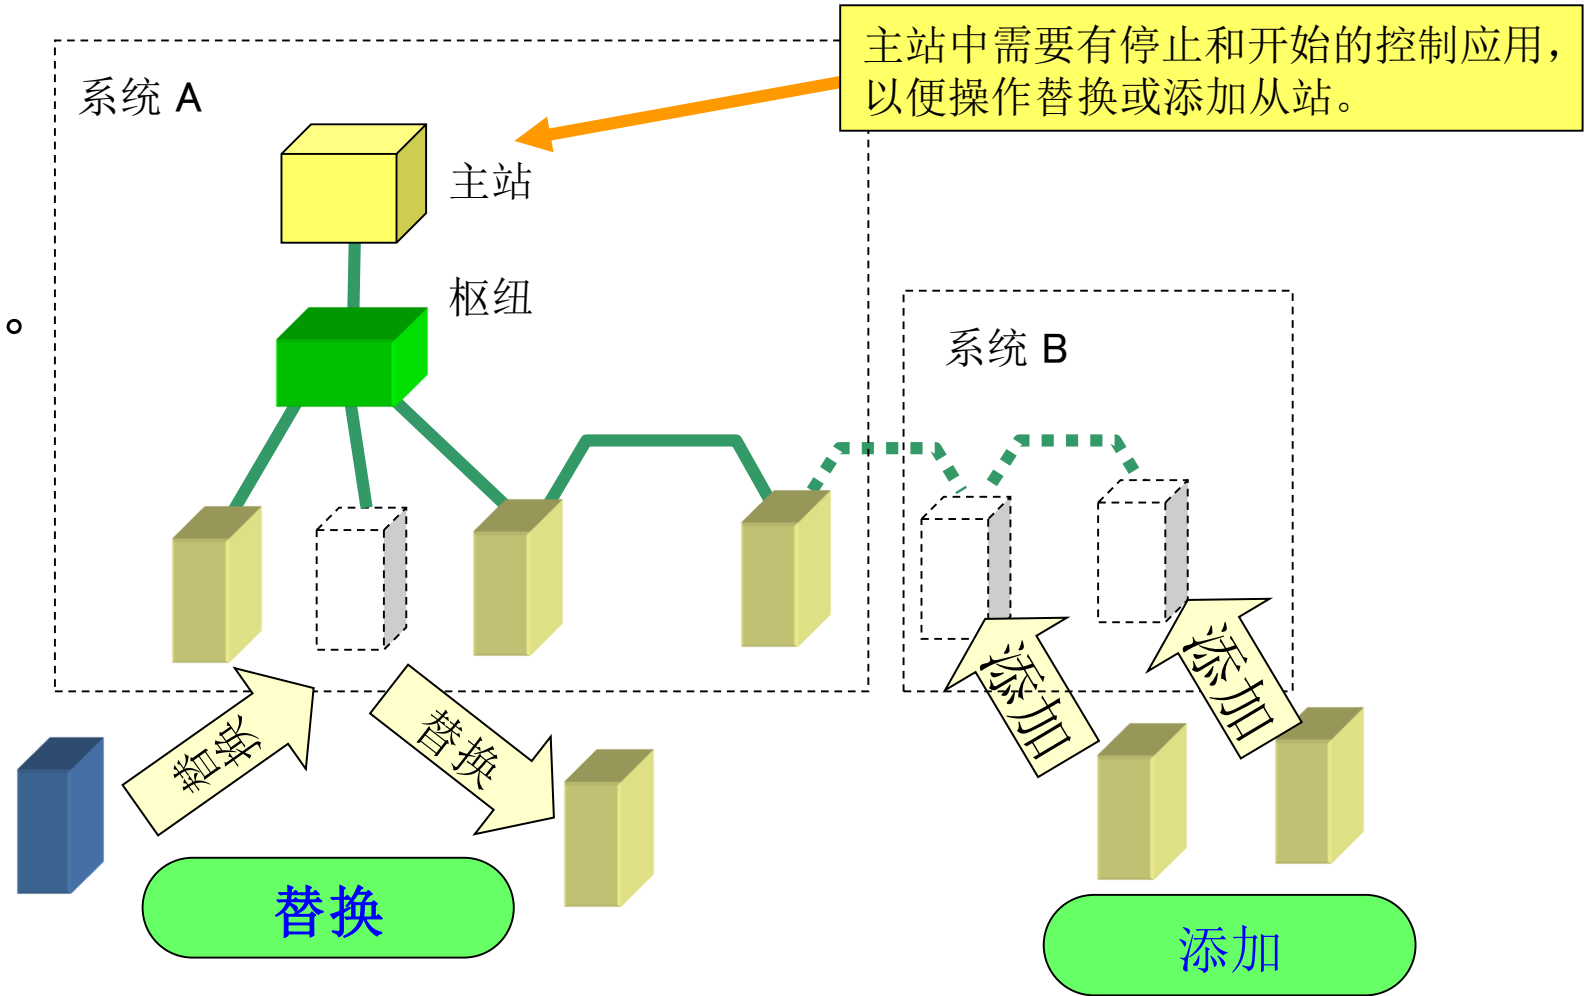 主站中需要有停止和开始的控制应用，
以便操作替换或添加从站。
系统 A
主站
枢纽
。
系统 B
替换
替换
添加
添加
替换
添加